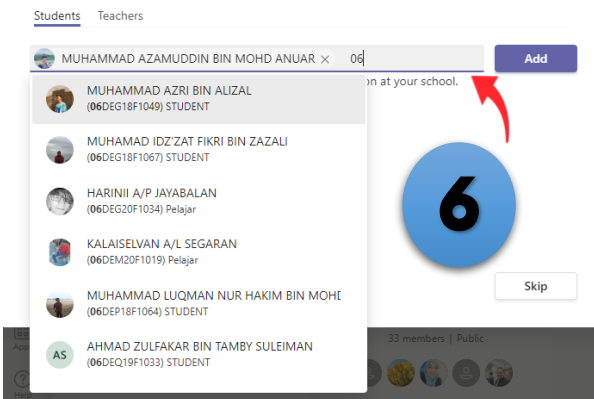 Students Teachers
MUHAMMAD AZAMUDDIN BIN MOHD ANUAR × 06
Add
on at your school.
MUHAMMAD AZRI BIN ALIZAL
(06DEG18F1049) STUDENT
MUHAMAD IDZ'ZAT FIKRI BIN ZAZALI
(06DEG18F1067) STUDENT
HARINII A/P JAYABALAN
(06DEG20F1034) Pelajar
6
KALAISELVAN A/L SEGARAN
(06DEM20F1019) Pelajar
Skip
MUHAMMAD LUQMAN NUR HAKIM BIN MOHD
(06DEP18F1064) STUDENT
33 members | Public
AS
AHMAD ZULFAKAR BIN TAMBY SULEIMAN
(06DEQ19F1033) STUDENT
Help